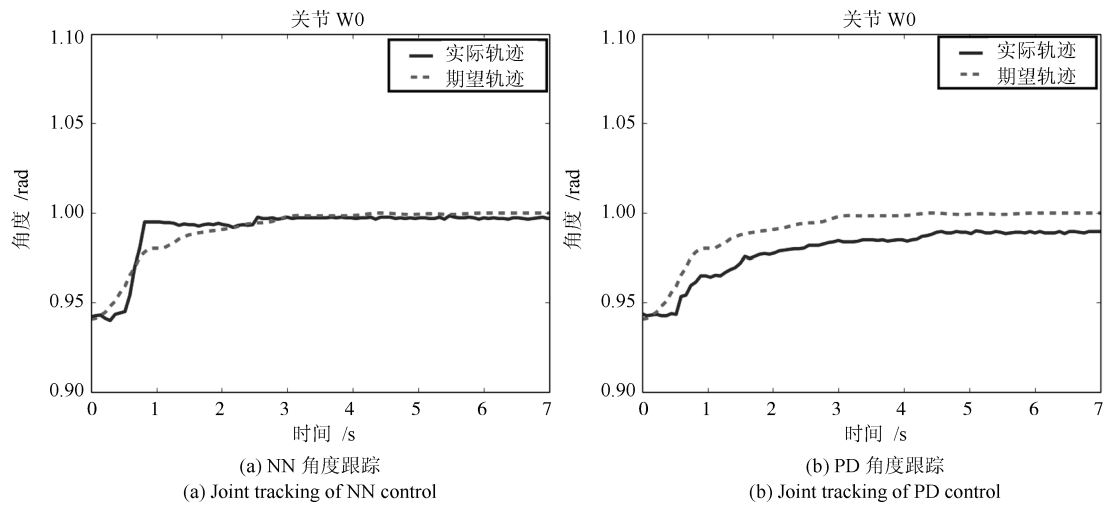 关节 W0
1.10
1.05
1.00
0.95
0.90
角度 /rad
实际轨迹
期望轨迹
0 1 2 3 4 5 6 7
时间 /s
(a) NN 角度跟踪
(a) Joint tracking of NN control
关节 W0
1.10
1.05
1.00
0.95
0.90
角度 /rad
实际轨迹
期望轨迹
0 1 2 3 4 5 6 7
时间 /s
(b) PD 角度跟踪
(b) Joint tracking of PD control